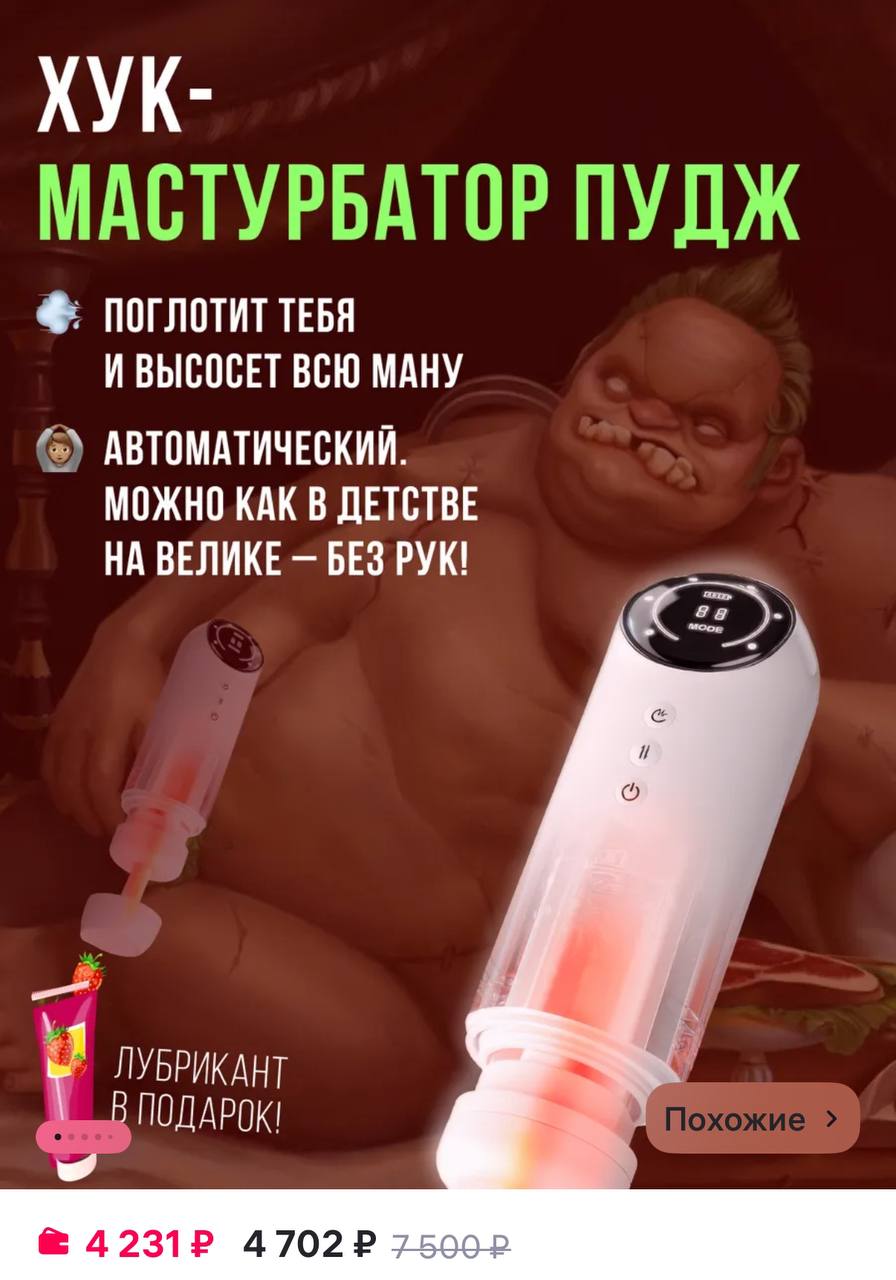 ХУК-
МАСТУРБАТОР ПУДЖ
ПОГЛОТИТ ТЕБЯ
И ВЫСОСЕТ ВСЮ МАНУ
АВТОМАТИЧЕСКИЙ.
МОЖНО КАК В ДЕТСТВЕ
НА ВЕЛИКЕ – БЕЗ РУК!
88
MODE
ЛУБРИКАНТ
В ПОДАРОК!
Похожие
4 231 ₽ 4 702 ₽ 7 500 ₽